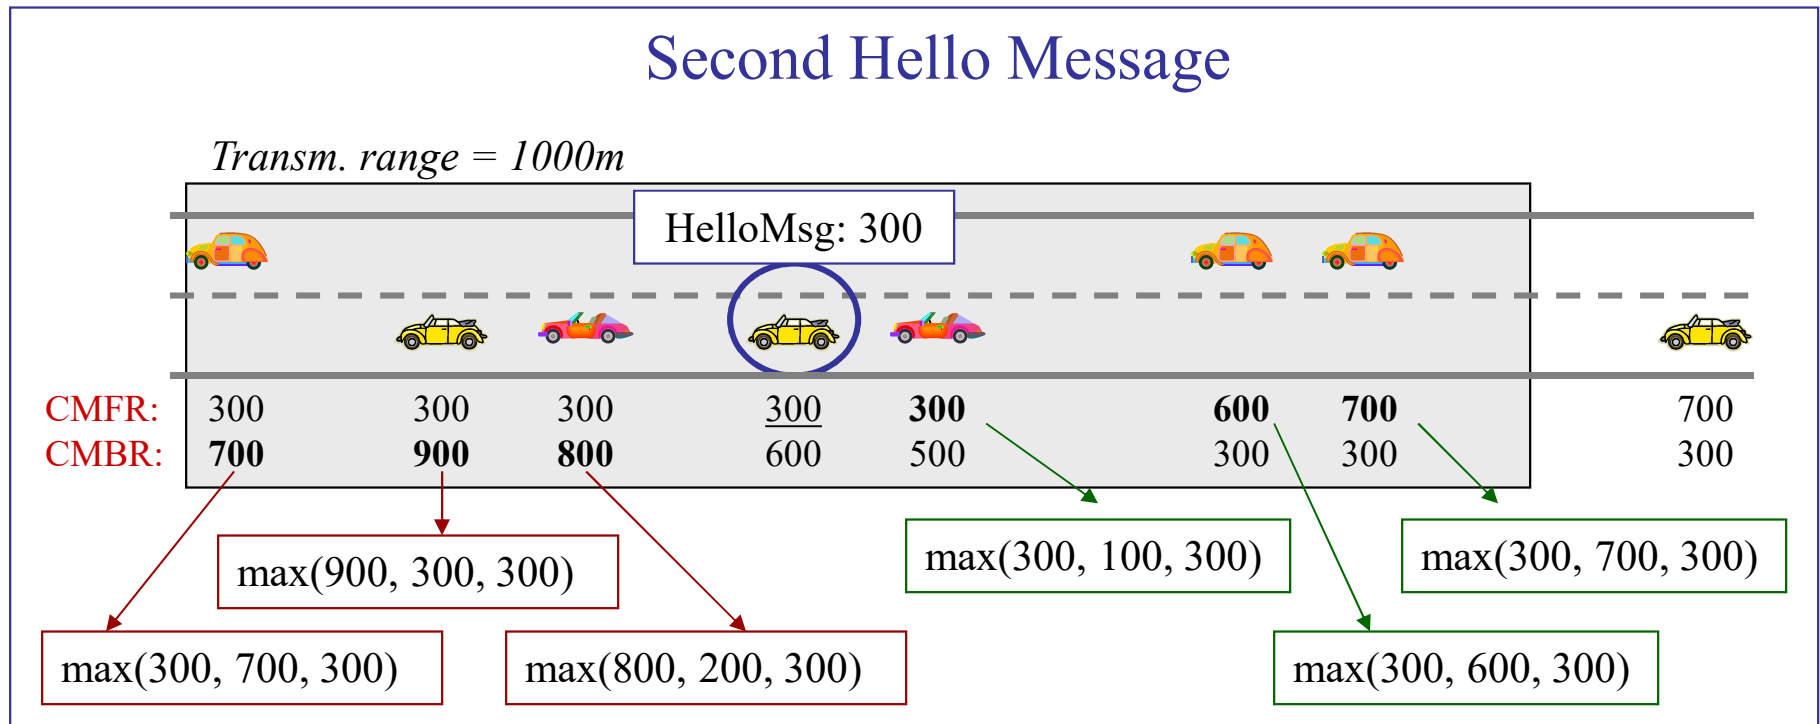 Second Hello Message
Transm. range = 1000m
HelloMsg: 300
CMFR: 300 300 300 300 300 600 700 700
CMBR: 700 900 800 600 500 300 300 300
max(300, 100, 300) max(300, 700, 300)
max(900, 300, 300)
max(300, 700, 300) max(800, 200, 300) max(300, 600, 300)